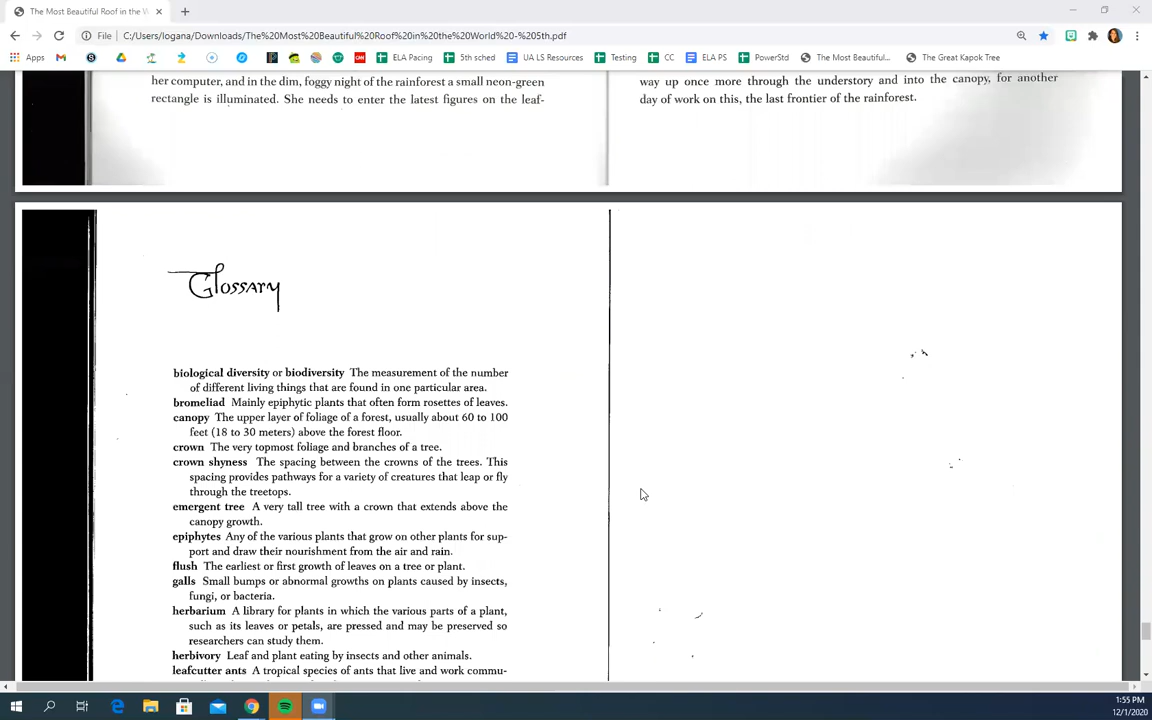 The Most Beautiful Roof in the W
File
C:/Users/logana/Downloads/The%20Most%20Beautiful%20Roof%20in%20the%20World%20-%205th.pdf
Apps
ELA Pacing
5th sched
UA LS Resources
Testing
CC
ELA PS
PowerStd
The Most Beautiful...
The Great Kapok Tree
her computer, and in the dim, foggy night of the rainforest a small neon-green
rectangle is illuminated. She needs to enter the latest figures on the leaf-
way up once more through the understory and into the canopy, for another
day of work on this, the last frontier of the rainforest.
Glossary
biological diversity or biodiversity The measurement of the number
of different living things that are found in one particular area.
bromeliad Mainly epiphytic plants that often form rosettes of leaves.
canopy The upper layer of foliage of a forest, usually about 60 to 100
feet (18 to 30 meters) above the forest floor.
crown The very topmost foliage and branches of a tree.
crown shyness The spacing between the crowns of the trees. This
spacing provides pathways for a variety of creatures that leap or fly
through the treetops.
emergent tree A very tall tree with a crown that extends above the
canopy growth.
epiphytes Any of the various plants that grow on other plants for sup-
port and draw their nourishment from the air and rain.
flush The earliest or first growth of leaves on a tree or plant.
galls Small bumps or abnormal growths on plants caused by insects,
fungi, or bacteria.
herbarium A library for plants in which the various parts of a plant,
such as its leaves or petals, are pressed and may be preserved so
researchers can study them.
herbivory Leaf and plant eating by insects and other animals.
leafcutter ants A tropical species of ants that live and work commu-
1:55 PM
12/1/2020